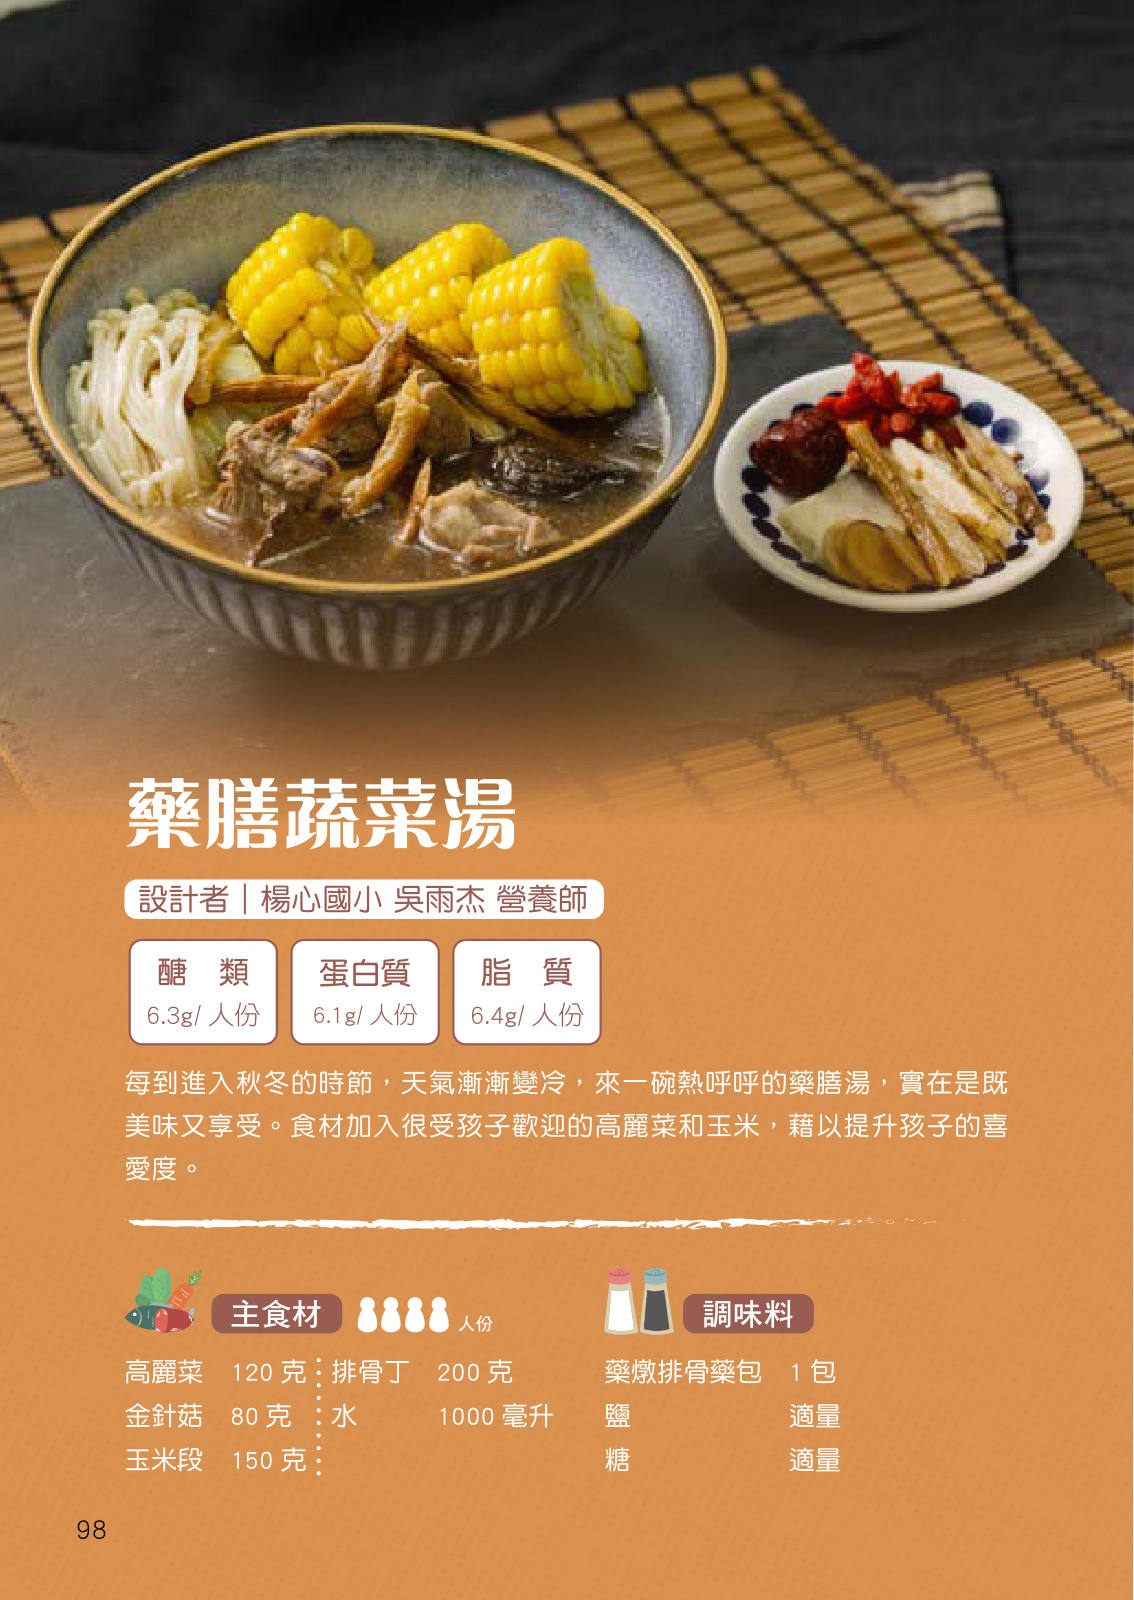 藥膳蔬菜湯
設計者｜楊心國小 吳雨杰 營養師
醣　類　蛋白質　脂　質
6.3g/ 人份　6.1g/ 人份　6.4g/ 人份
每到進入秋冬的時節，天氣漸漸變冷，來一碗熱呼呼的藥膳湯，實在是既
美味又享受。食材加入很受孩子歡迎的高麗菜和玉米，藉以提升孩子的喜
愛度。
主食材　人份
高麗菜　120 克　排骨丁　200 克
金針菇　80 克　水　1000 毫升
玉米段　150 克
調味料
藥燉排骨藥包　1 包
鹽　適量
糖　適量
98